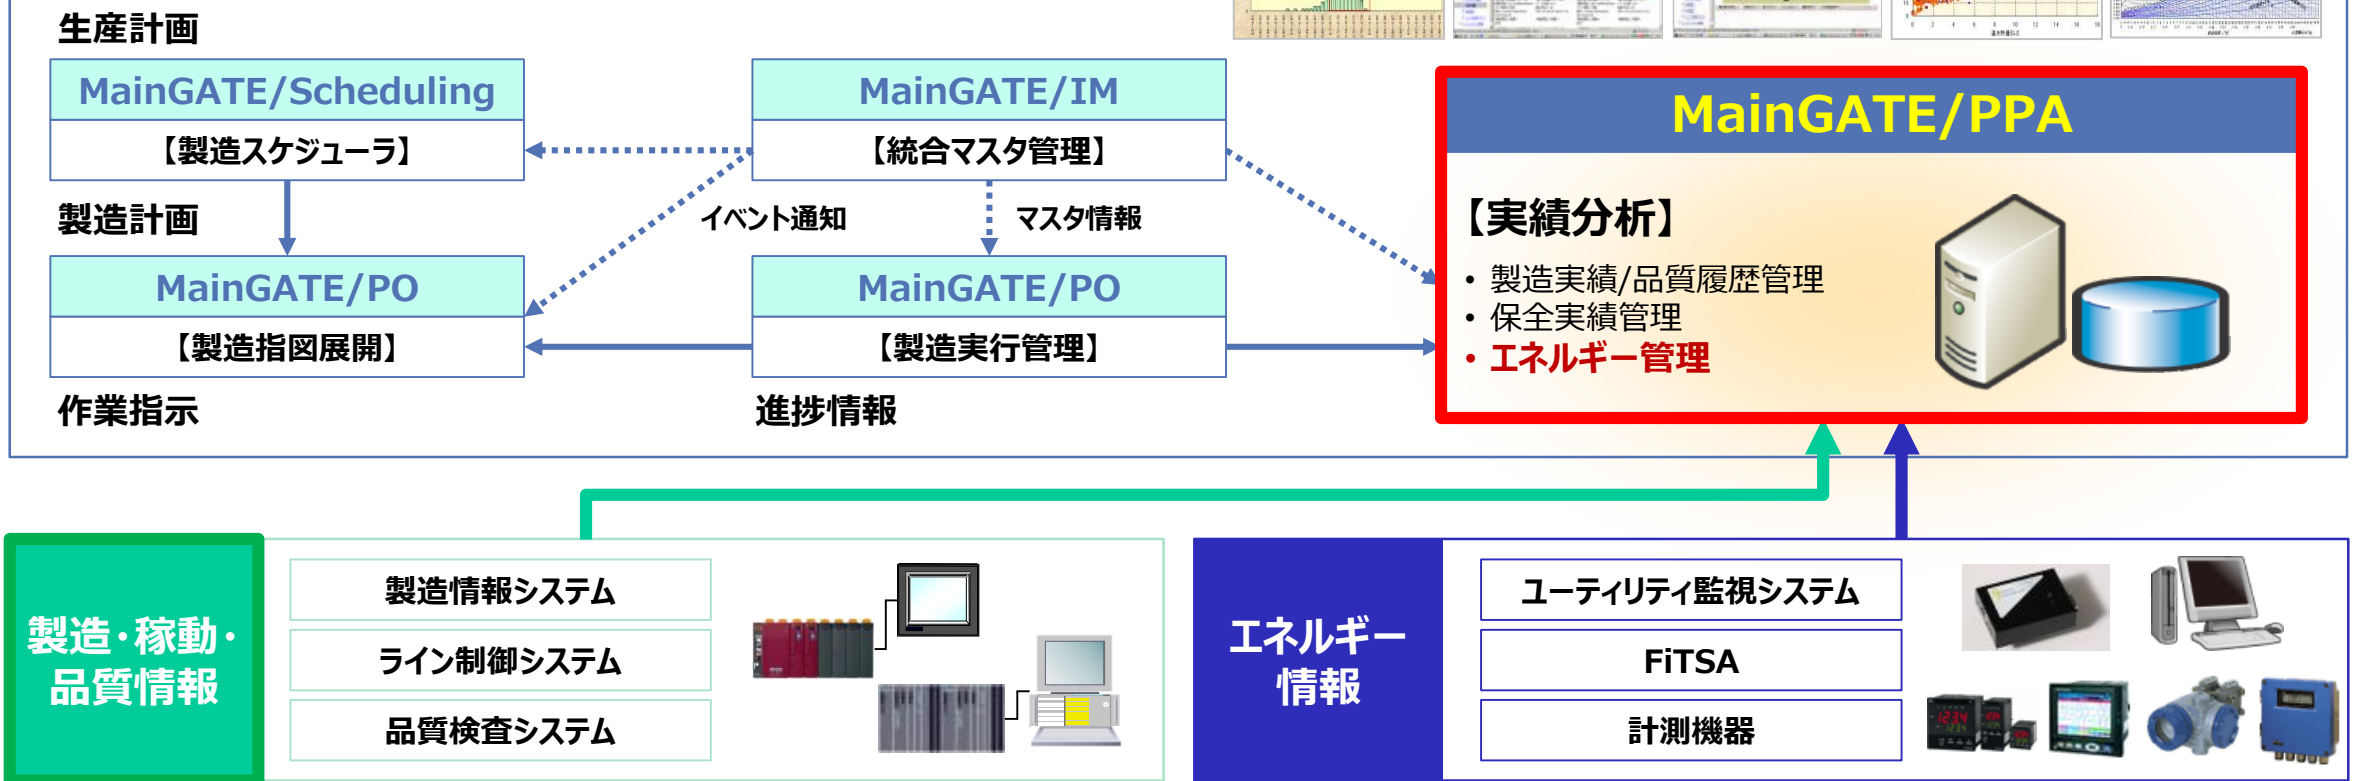 生産計画
MainGATE/Scheduling
【製造スケジューラ】
MainGATE/IM
【統合マスタ管理】
MainGATE/PPA
製造計画
イベント通知
マスタ情報
【実績分析】
・製造実績/品質履歴管理
・保全実績管理
・エネルギー管理
MainGATE/PO
【製造指図展開】
MainGATE/PO
【製造実行管理】
作業指示
進捗情報
製造・稼動・
品質情報
製造情報システム
ライン制御システム
品質検査システム
エネルギー
情報
ユーティリティ監視システム
FiTSA
計測機器